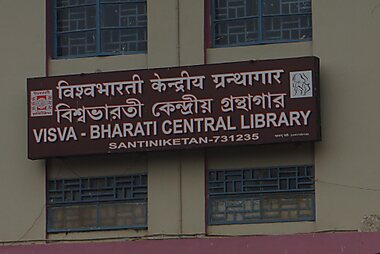 विश्वभारती केन्द्रीय ग्रन्थागार
বিশ্বভারতী কেন্দ্রীয় গ্রন্থাগার
VISVA - BHARATI CENTRAL LIBRARY
SANTINIKETAN-731235